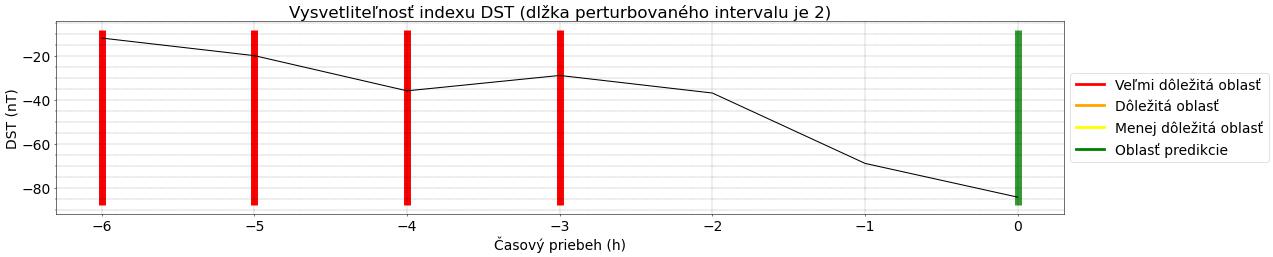 Vysvetliteľnosť indexu DST (dlžka perturbovaného intervalu je 2)
DST (nT)
−20
−40
−60
−80
−6 −5 −4 −3 −2 −1 0
Časový priebeh (h)
Veľmi dôležitá oblasť
Dôležitá oblasť
Menej dôležitá oblasť
Oblasť predikcie